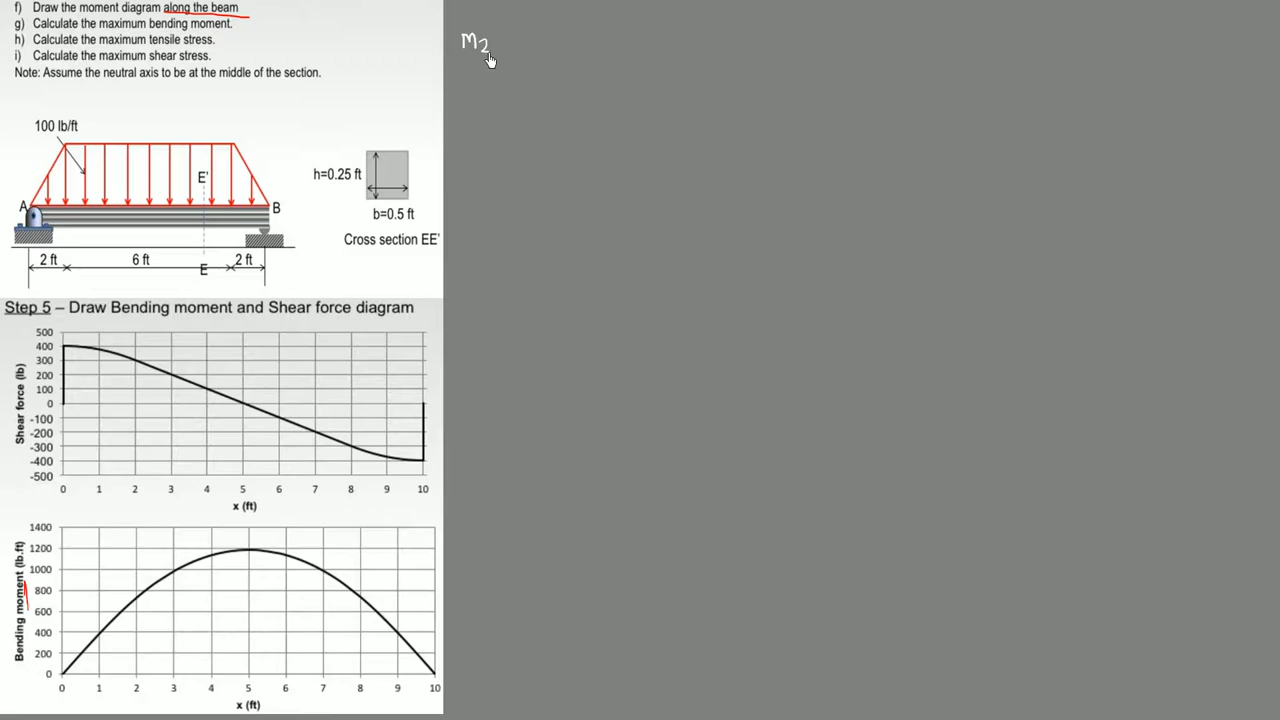 f) Draw the moment diagram along the beam
g) Calculate the maximum bending moment.
h) Calculate the maximum tensile stress.
i) Calculate the maximum shear stress.
Note: Assume the neutral axis to be at the middle of the section.
M2
100 lb/ft
E'
A
B
h=0.25 ft
b=0.5 ft
Cross section EE'
2 ft
6 ft
E
2 ft
Step 5 – Draw Bending moment and Shear force diagram
Shear force (lb)
500
400
300
200
100
0
-100
-200
-300
-400
-500
0 1 2 3 4 5 6 7 8 9 10
x (ft)
Bending moment (lb.ft)
1400
1200
1000
800
600
400
200
0
0 1 2 3 4 5 6 7 8 9 10
x (ft)